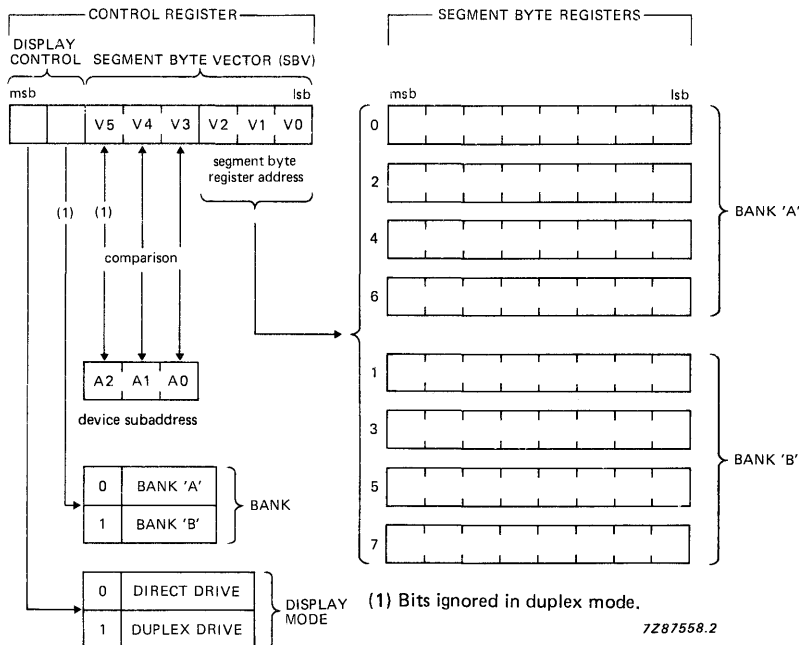 CONTROL REGISTER
SEGMENT BYTE REGISTERS
DISPLAY CONTROL
SEGMENT BYTE VECTOR (SBV)
msb
lsb
V5 V4 V3 V2 V1 V0
segment byte
register address
(1)
(1)
comparison
A2 A1 A0
device subaddress
0 BANK 'A'
1 BANK 'B'
BANK
0 DIRECT DRIVE
1 DUPLEX DRIVE
DISPLAY
MODE
msb
lsb
0
2
4
6
BANK 'A'
1
3
5
7
BANK 'B'
(1) Bits ignored in duplex mode.
7Z87558.2